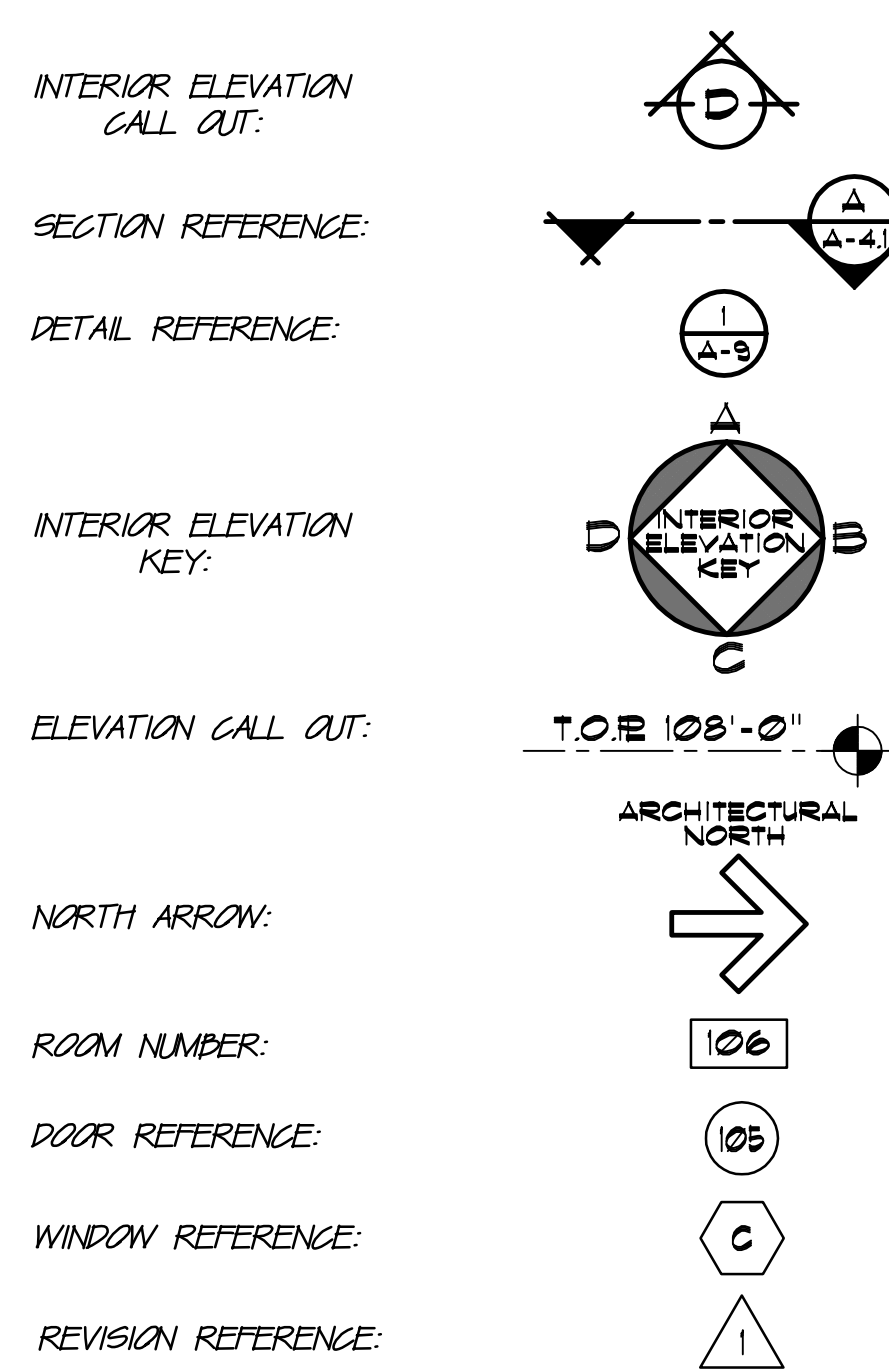 INTERIOR ELEVATION
CALL OUT:
D
SECTION REFERENCE:
A
A-4.1
DETAIL REFERENCE:
1
A-9
INTERIOR ELEVATION
KEY:
A
D
INTERIOR
ELEVATION
KEY
B
C
ELEVATION CALL OUT:
T.O.P. 108'-0"
NORTH ARROW:
ARCHITECTURAL
NORTH
ROOM NUMBER:
106
DOOR REFERENCE:
105
WINDOW REFERENCE:
C
REVISION REFERENCE:
1